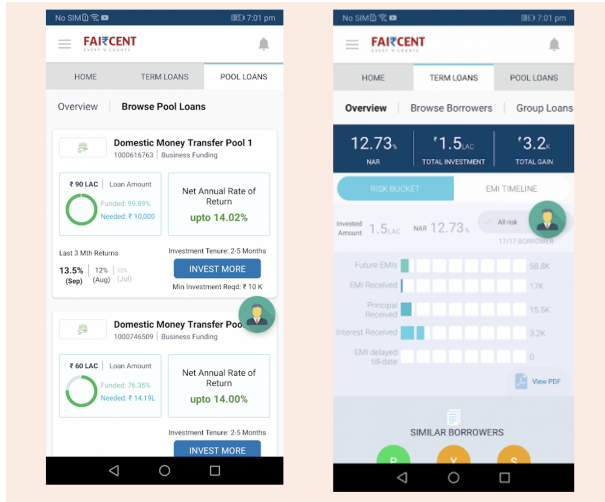 No SIM 7:01 pm
FAIRCENT
EVERY ₹ COUNTS
HOME TERM LOANS POOL LOANS
Overview | Browse Pool Loans
Domestic Money Transfer Pool 1
1000616763 | Business Funding
₹ 90 LAC | Loan Amount
Funded: 99.89%
Needed: ₹ 10,000
Net Annual Rate of
Return
upto 14.02%
Last 3 Mth Returns
13.5% | 12% | 12%
(Sep) (Aug) (Jul)
Investment Tenure: 2-5 Months
INVEST MORE
Min Investment Reqd: ₹ 10 K
Domestic Money Transfer Poo
1000746509 | Business Funding
₹ 60 LAC | Loan Amount
Funded: 76.35%
Needed: ₹ 14.19L
Net Annual Rate of
Return
upto 14.00%
Investment Tenure: 2-5 Months
INVEST MORE
No SIM 7:01 pm
FAIRCENT
EVERY ₹ COUNTS
HOME TERM LOANS POOL LOANS
Overview | Browse Borrowers | Group Loans
12.73% ₹1.5LAC ₹3.2K
NAR TOTAL INVESTMENT TOTAL GAIN
RISK BUCKET EMI TIMELINE
Invested
Amount 1.5LAC NAR 12.73% All risk
17/17 BORROWER
Future EMIs 58.8K
EMI Received 17K
Principal
Received 15.5K
Interest Received 3.2K
EMI delayed
till-date 0
View PDF
SIMILAR BORROWERS
P Y S